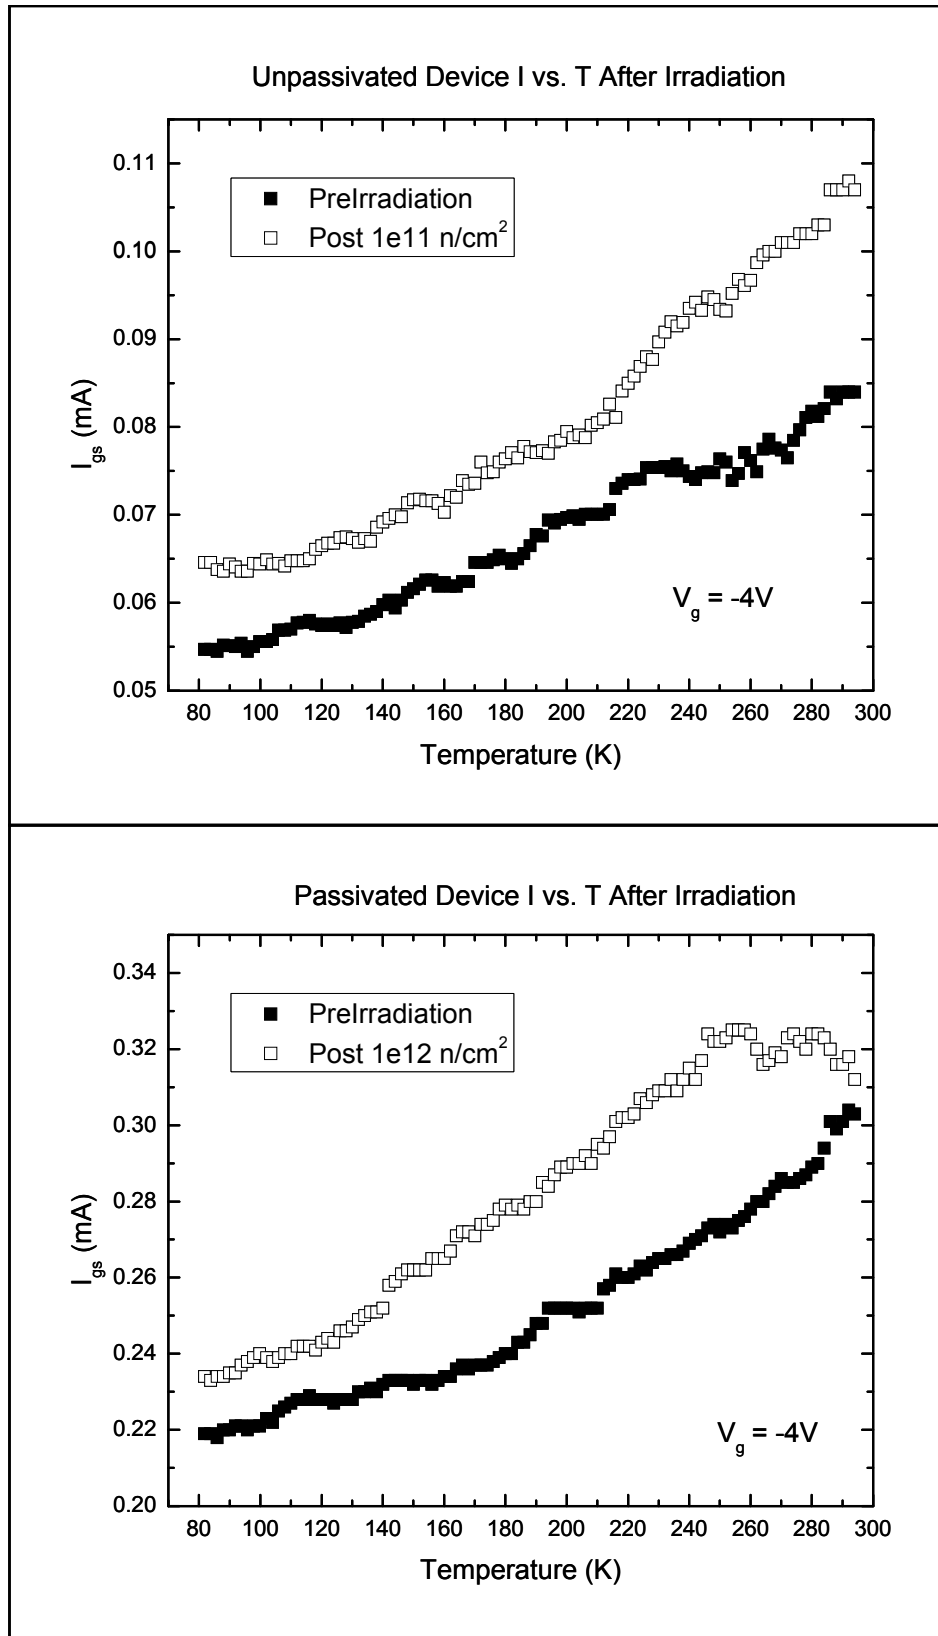 Unpassivated Device I vs. T After Irradiation
0.11
0.10
0.09
0.08
0.07
0.06
0.05
I_gs (mA)
PreIrradiation
Post 1e11 n/cm²
V_g = -4V
80 100 120 140 160 180 200 220 240 260 280 300
Temperature (K)
Passivated Device I vs. T After Irradiation
0.34
0.32
0.30
0.28
0.26
0.24
0.22
0.20
I_gs (mA)
PreIrradiation
Post 1e12 n/cm²
V_g = -4V
80 100 120 140 160 180 200 220 240 260 280 300
Temperature (K)